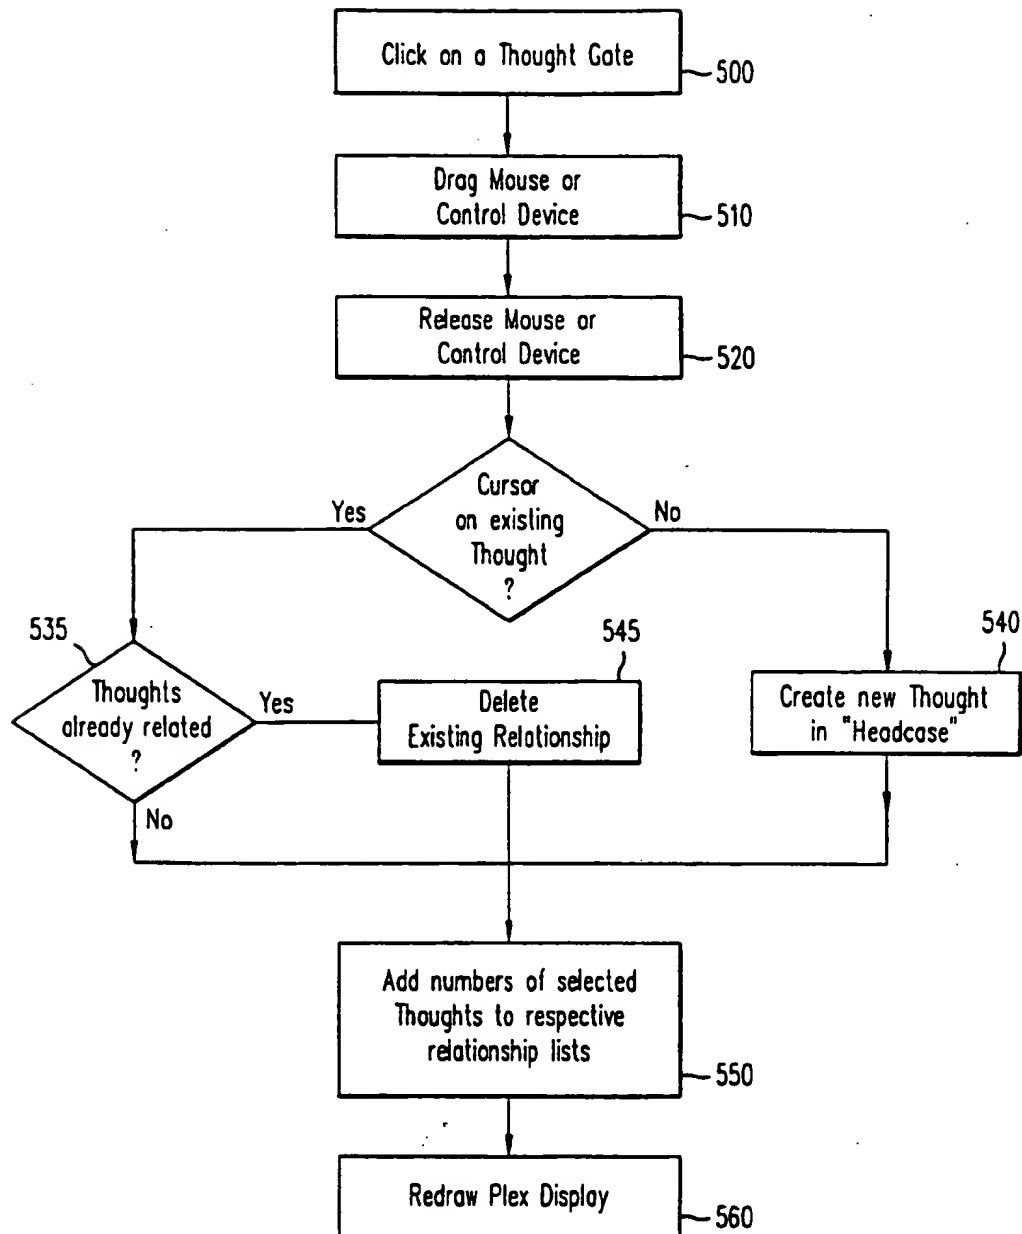 Click on a Thought Gate
500
Drag Mouse or
Control Device
510
Release Mouse or
Control Device
520
Cursor
on existing
Thought
?
Yes
No
535
Thoughts
already related
?
Yes
No
545
Delete
Existing Relationship
540
Create new Thought
in "Headcase"
Add numbers of selected
Thoughts to respective
relationship lists
550
Redraw Plex Display
560